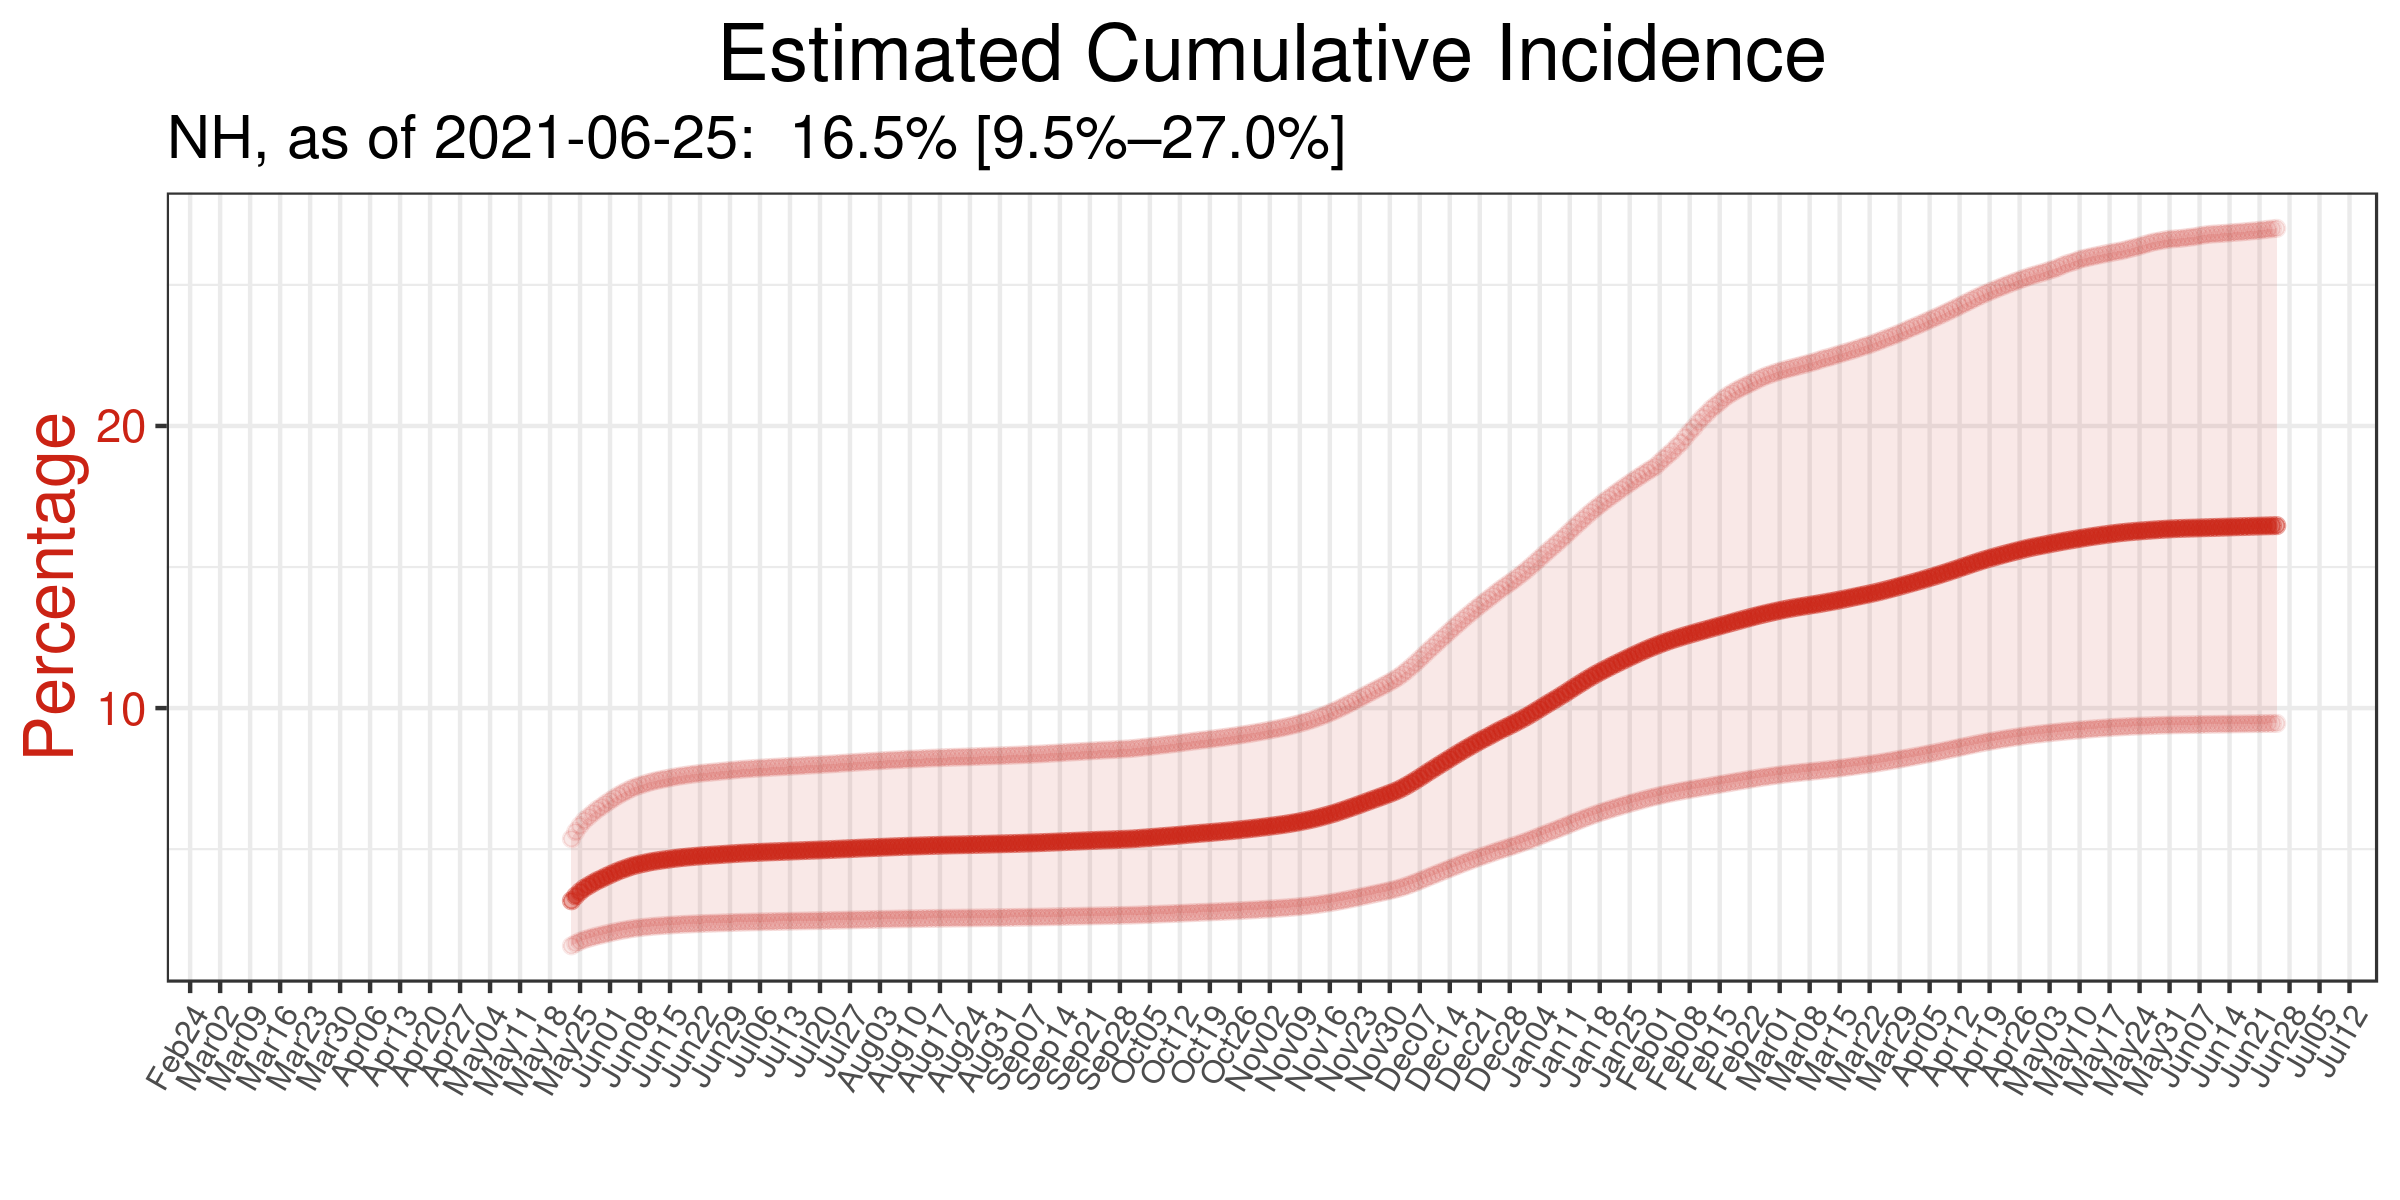 Estimated Cumulative Incidence
NH, as of 2021-06-25:  16.5% [9.5%–27.0%]
Percentage
20
10
Feb24
Mar02
Mar09
Mar16
Mar23
Mar30
Apr06
Apr13
Apr20
Apr27
May04
May11
May18
May25
Jun01
Jun08
Jun15
Jun22
Jun29
Jul06
Jul13
Jul20
Jul27
Aug03
Aug10
Aug17
Aug24
Aug31
Sep07
Sep14
Sep21
Sep28
Oct05
Oct12
Oct19
Oct26
Nov02
Nov09
Nov16
Nov23
Nov30
Dec07
Dec14
Dec21
Dec28
Jan04
Jan11
Jan18
Jan25
Feb01
Feb08
Feb15
Feb22
Mar01
Mar08
Mar15
Mar22
Mar29
Apr05
Apr12
Apr19
Apr26
May03
May10
May17
May24
May31
Jun07
Jun14
Jun21
Jun28
Jul05
Jul12